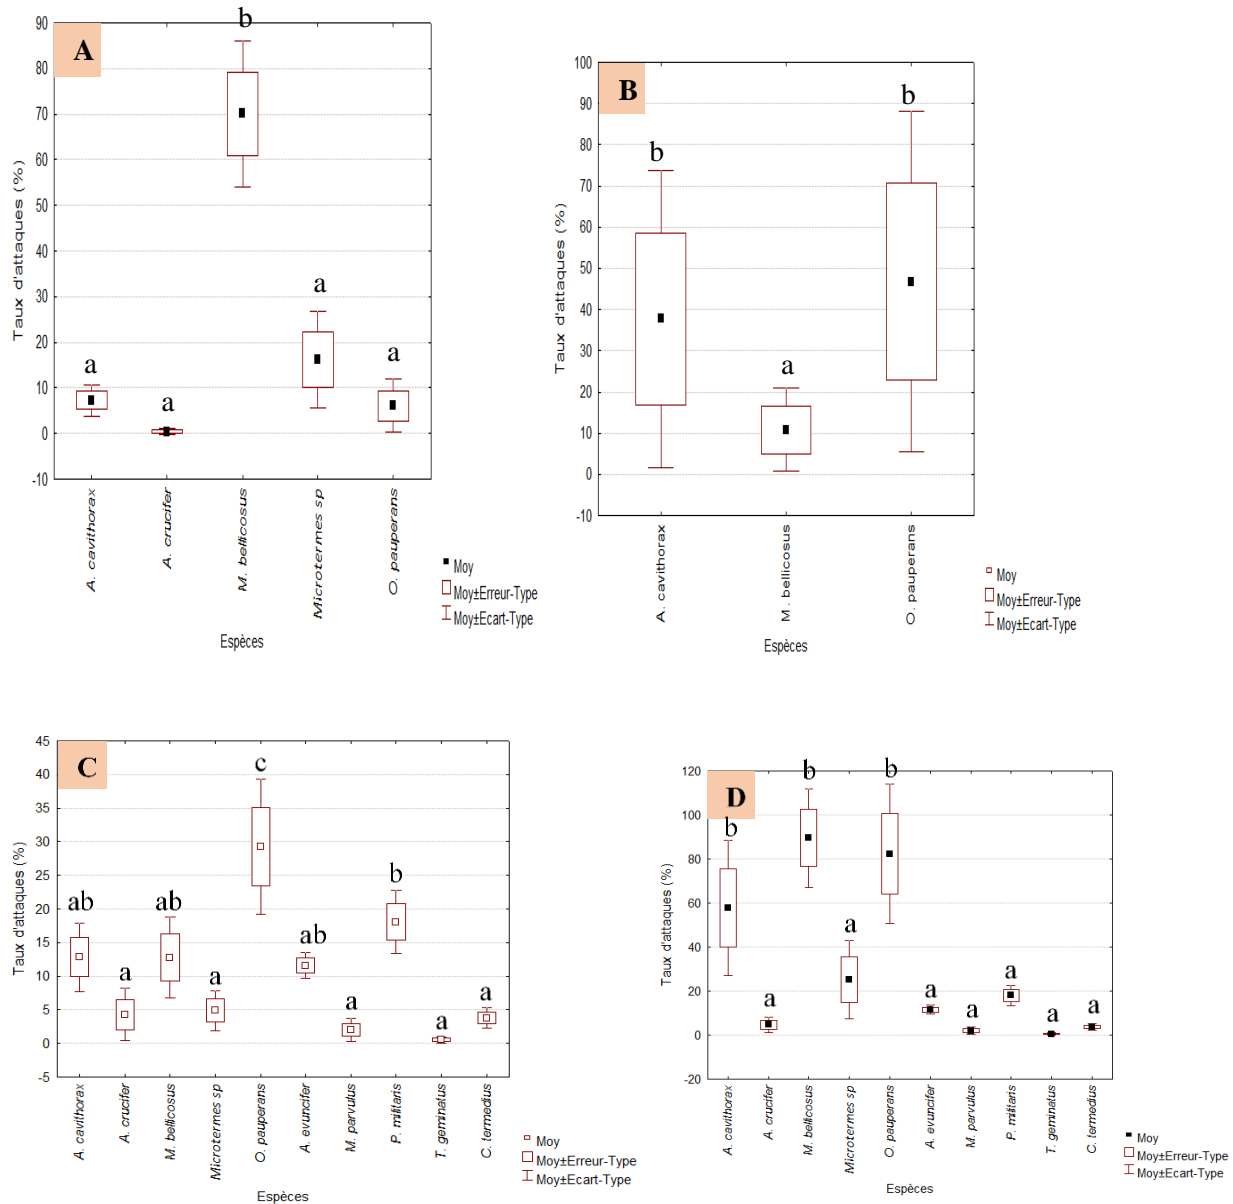 A
Taux d'attaques (%)
90
80
70
60
50
40
30
20
10
0
-10
a
a
b
a
a
A. cavithorax
A. crucifer
M. bellicosus
Microtermes sp
O. pauperans
Espèces
Moy
Moy±Erreur-Type
Moy±Ecart-Type
B
Taux d'attaques (%)
100
90
80
70
60
50
40
30
20
10
0
-10
b
a
b
A. cavithorax
M. bellicosus
O. pauperans
Espèces
Moy
Moy±Erreur-Type
Moy±Ecart-Type
C
Taux d'attaques (%)
45
40
35
30
25
20
15
10
5
0
-5
ab
a
ab
a
c
ab
a
b
a
a
A. cavithorax
A. crucifer
M. bellicosus
Microtermes sp
O. pauperans
A. evuncifer
M. parvulus
P. militaris
T. geminatus
C. termedius
Espèces
Moy
Moy±Erreur-Type
Moy±Ecart-Type
D
Taux d'attaques (%)
120
100
80
60
40
20
0
-20
b
a
b
a
b
a
a
a
a
a
A. cavithorax
A. crucifer
M. bellicosus
Microtermes sp
O. pauperans
A. evuncifer
M. parvulus
P. militaris
T. geminatus
C. termedius
Espèces
Moy
Moy±Erreur-Type
Moy±Ecart-Type